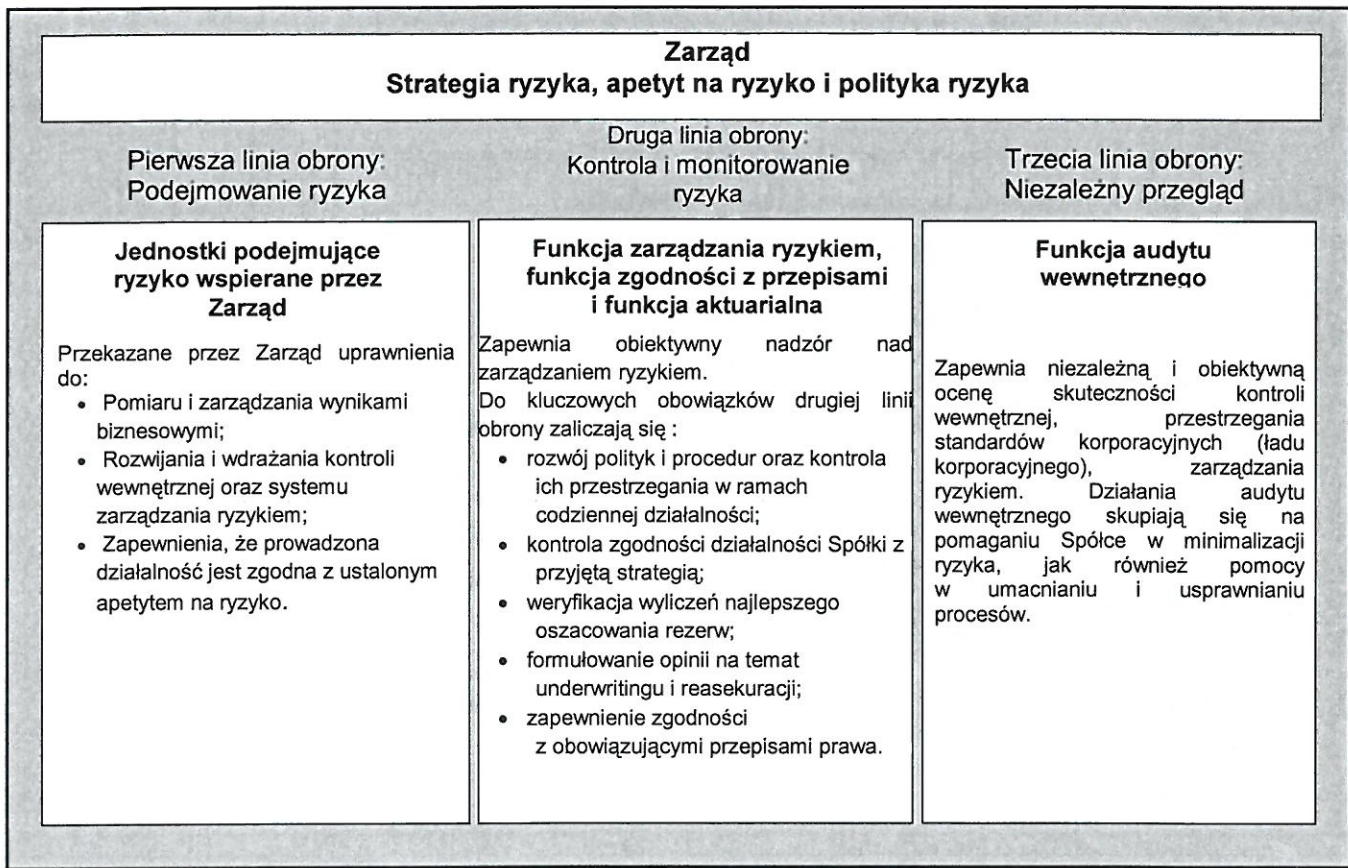 Zarząd
Strategia ryzyka, apetyt na ryzyko i polityka ryzyka
Pierwsza linia obrony:
Podejmowanie ryzyka
Druga linia obrony:
Kontrola i monitorowanie
ryzyka
Trzecia linia obrony:
Niezależny przegląd
Jednostki podejmujące
ryzyko wspierane przez
Zarząd
Przekazane przez Zarząd uprawnienia
do:
• Pomiaru i zarządzania wynikami
biznesowymi;
• Rozwijania i wdrażania kontroli
wewnętrznej oraz systemu
zarządzania ryzykiem;
• Zapewnienia, że prowadzona
działalność jest zgodna z ustalonym
apetytem na ryzyko.
Funkcja zarządzania ryzykiem,
funkcja zgodności z przepisami
i funkcja aktuarialna
Zapewnia obiektywny nadzór nad
zarządzaniem ryzykiem.
Do kluczowych obowiązków drugiej linii
obrony zaliczają się :
• rozwój polityk i procedur oraz kontrola
ich przestrzegania w ramach
codziennej działalności;
• kontrola zgodności działalności Spółki z
przyjętą strategią;
• weryfikacja wyliczeń najlepszego
oszacowania rezerw;
• formułowanie opinii na temat
underwritingu i reasekuracji;
• zapewnienie zgodności
z obowiązującymi przepisami prawa.
Funkcja audytu
wewnętrznego
Zapewnia niezależną i obiektywną
ocenę skuteczności kontroli
wewnętrznej, przestrzegania
standardów korporacyjnych (ładu
korporacyjnego), zarządzania
ryzykiem. Działania audytu
wewnętrznego skupiają się na
pomaganiu Spółce w minimalizacji
ryzyka, jak również pomocy
w umacnianiu i usprawnianiu
procesów.